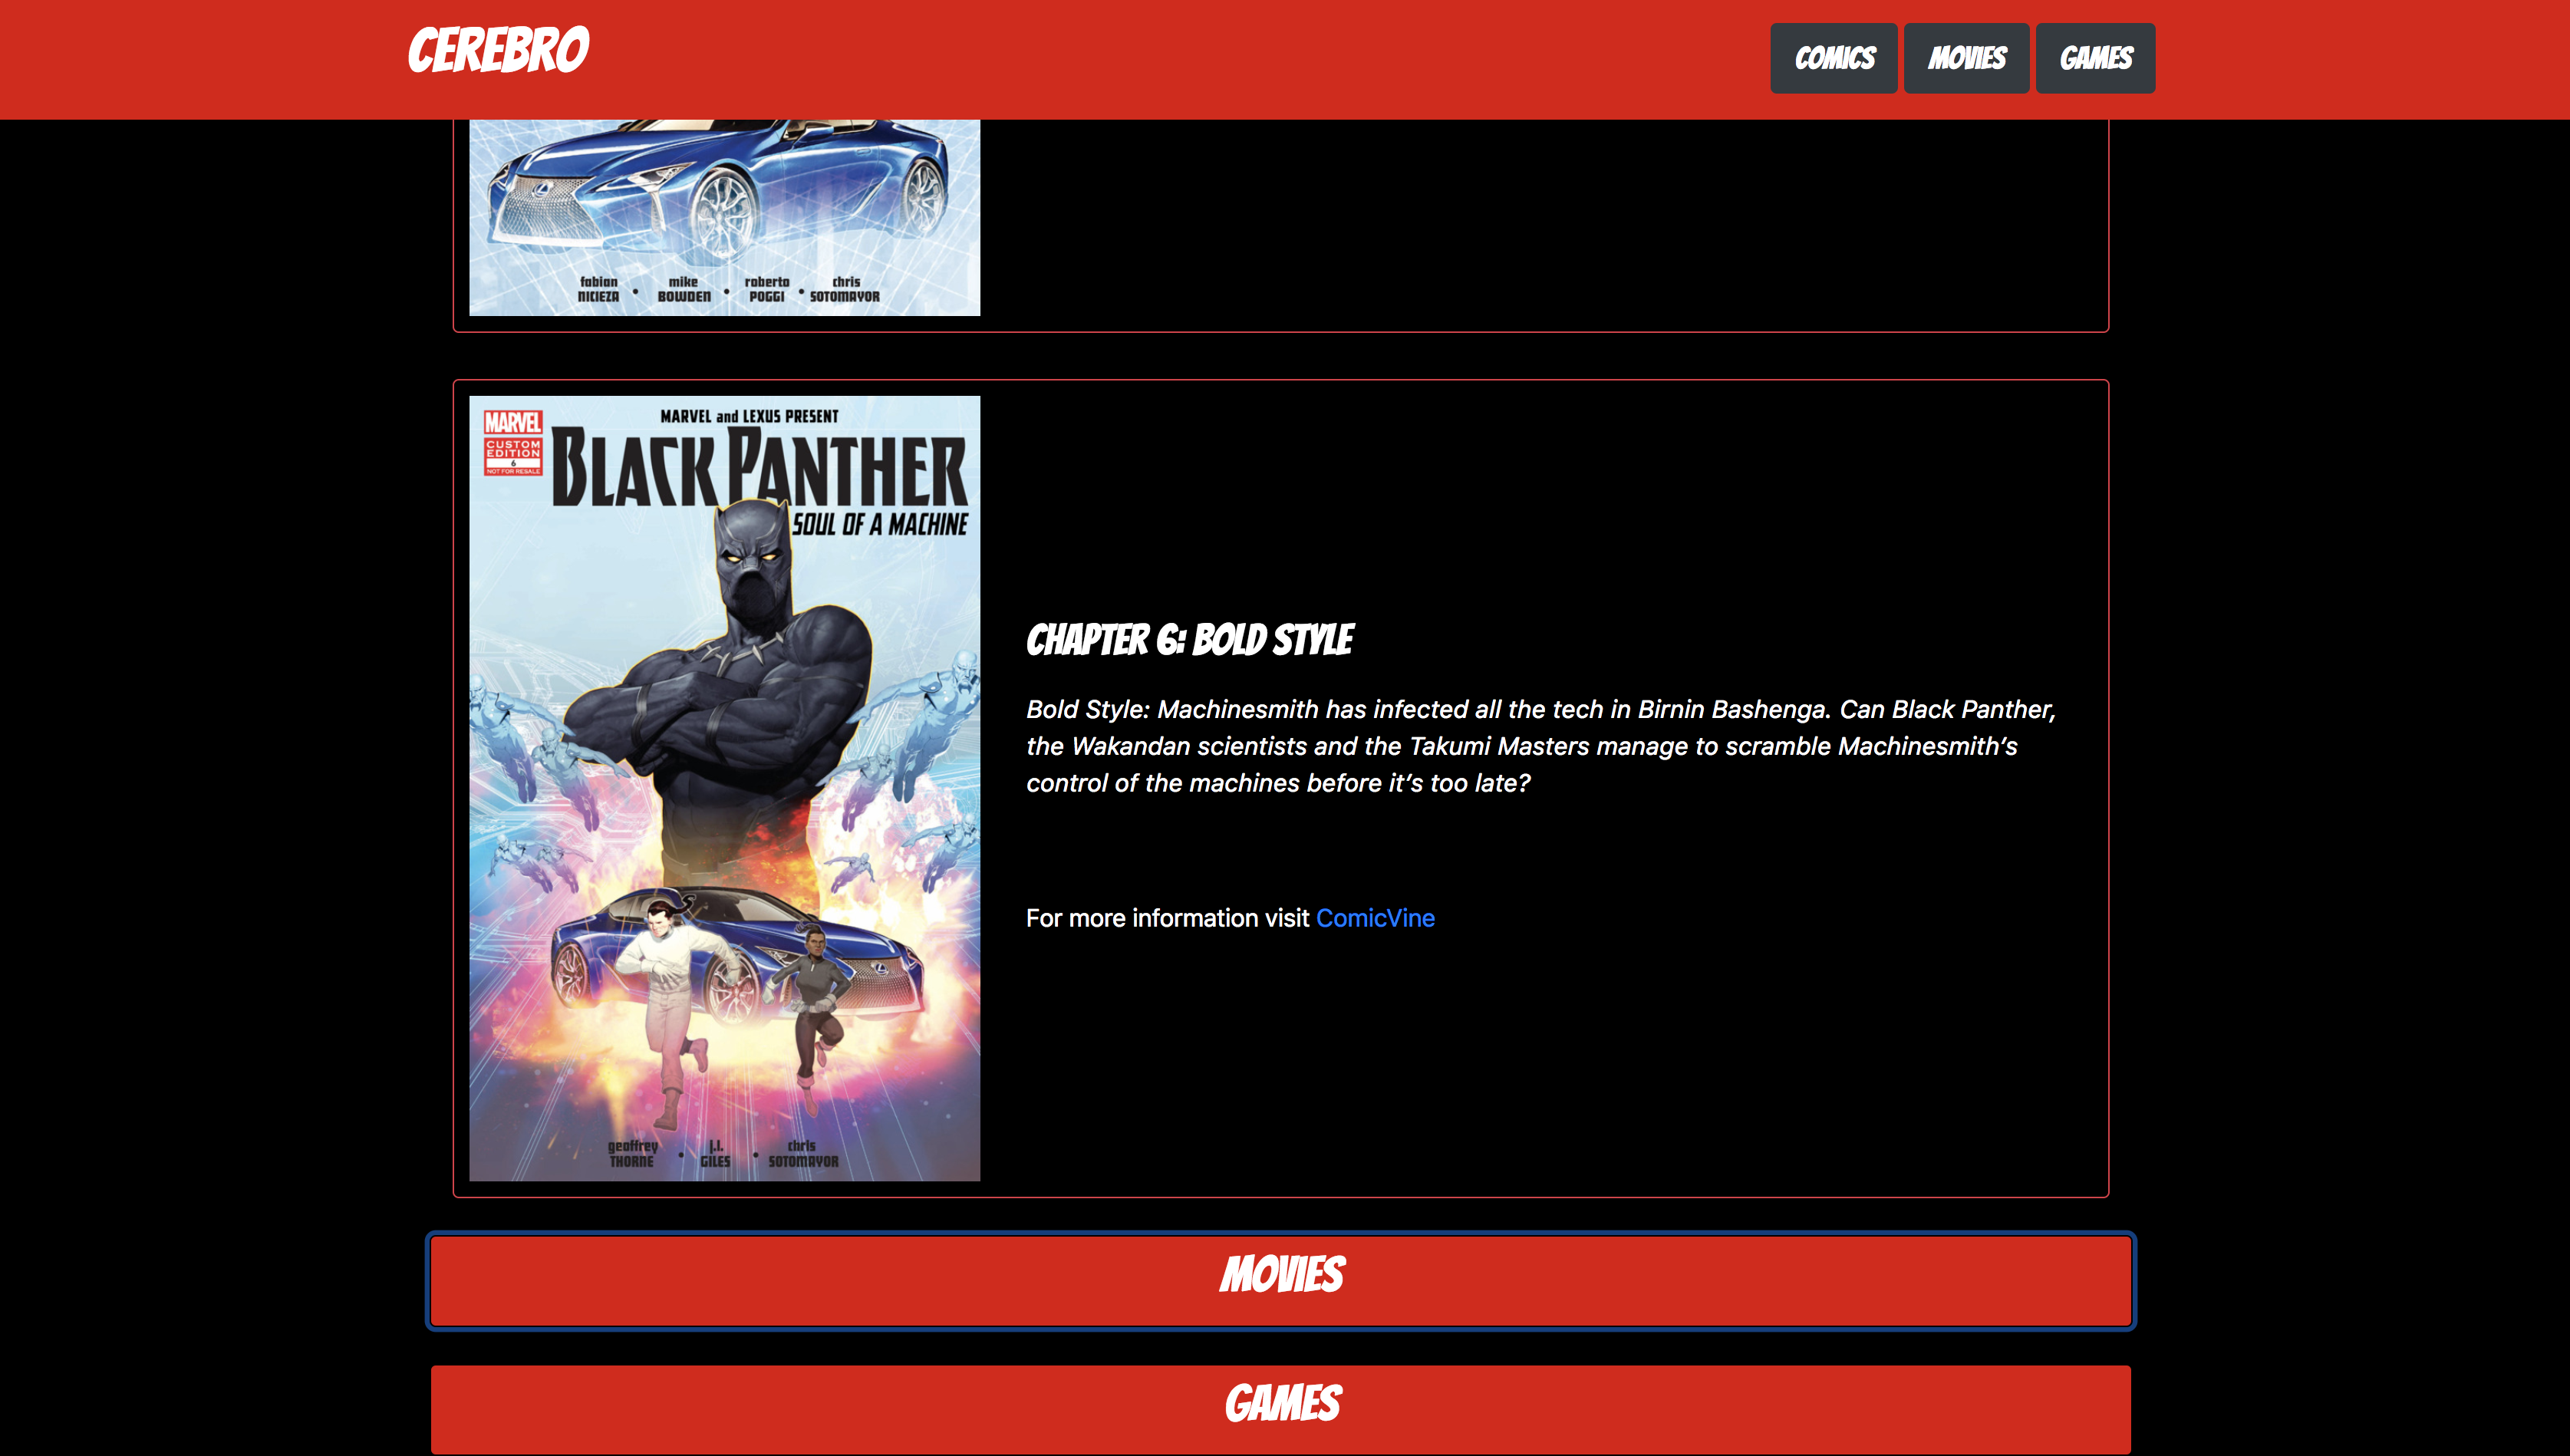 CEREBRO
COMICS MOVIES GAMES
fabian NICIEZA • mike BOWDEN • roberto POGGI • chris SOTOMAYOR
MARVEL and LEXUS PRESENT
MARVEL
CUSTOM
EDITION
6
NOT FOR RESALE
BLACK PANTHER
SOUL OF A MACHINE
CHAPTER 6: BOLD STYLE
Bold Style: Machinesmith has infected all the tech in Birnin Bashenga. Can Black Panther,
the Wakandan scientists and the Takumi Masters manage to scramble Machinesmith’s
control of the machines before it’s too late?
For more information visit ComicVine
geoffrey THORNE • j.l. GILES • chris SOTOMAYOR
MOVIES
GAMES